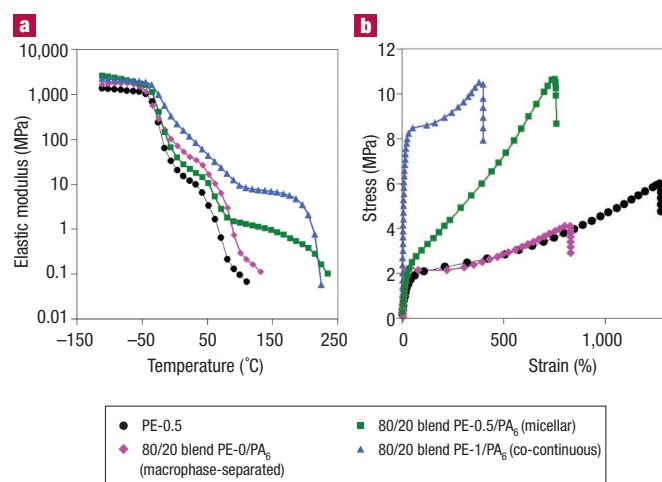 a
b
10,000
1,000
100
10
1
0.1
0.01
Elastic modulus (MPa)
–150
–50
50
150
250
Temperature (˚C)
12
10
8
6
4
2
0
Stress (MPa)
0
500
1,000
Strain (%)
PE-0.5
80/20 blend PE-0/PA6
(macrophase-separated)
80/20 blend PE-0.5/PA6 (micellar)
80/20 blend PE-1/PA6 (co-continuous)